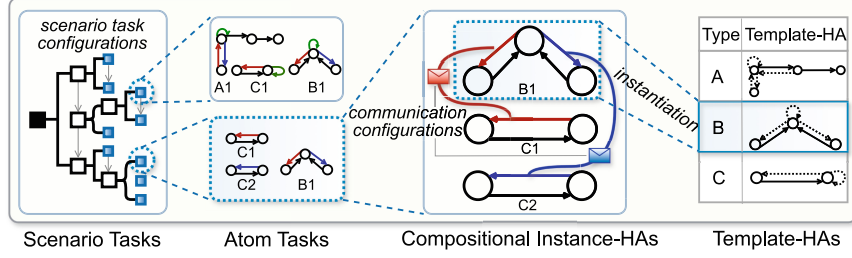 scenario task
configurations
A1
C1
B1
C1
C2
B1
communication
configurations
B1
C1
C2
instantiation
Type Template-HA
A
B
C
Scenario Tasks
Atom Tasks
Compositional Instance-HAs
Template-HAs